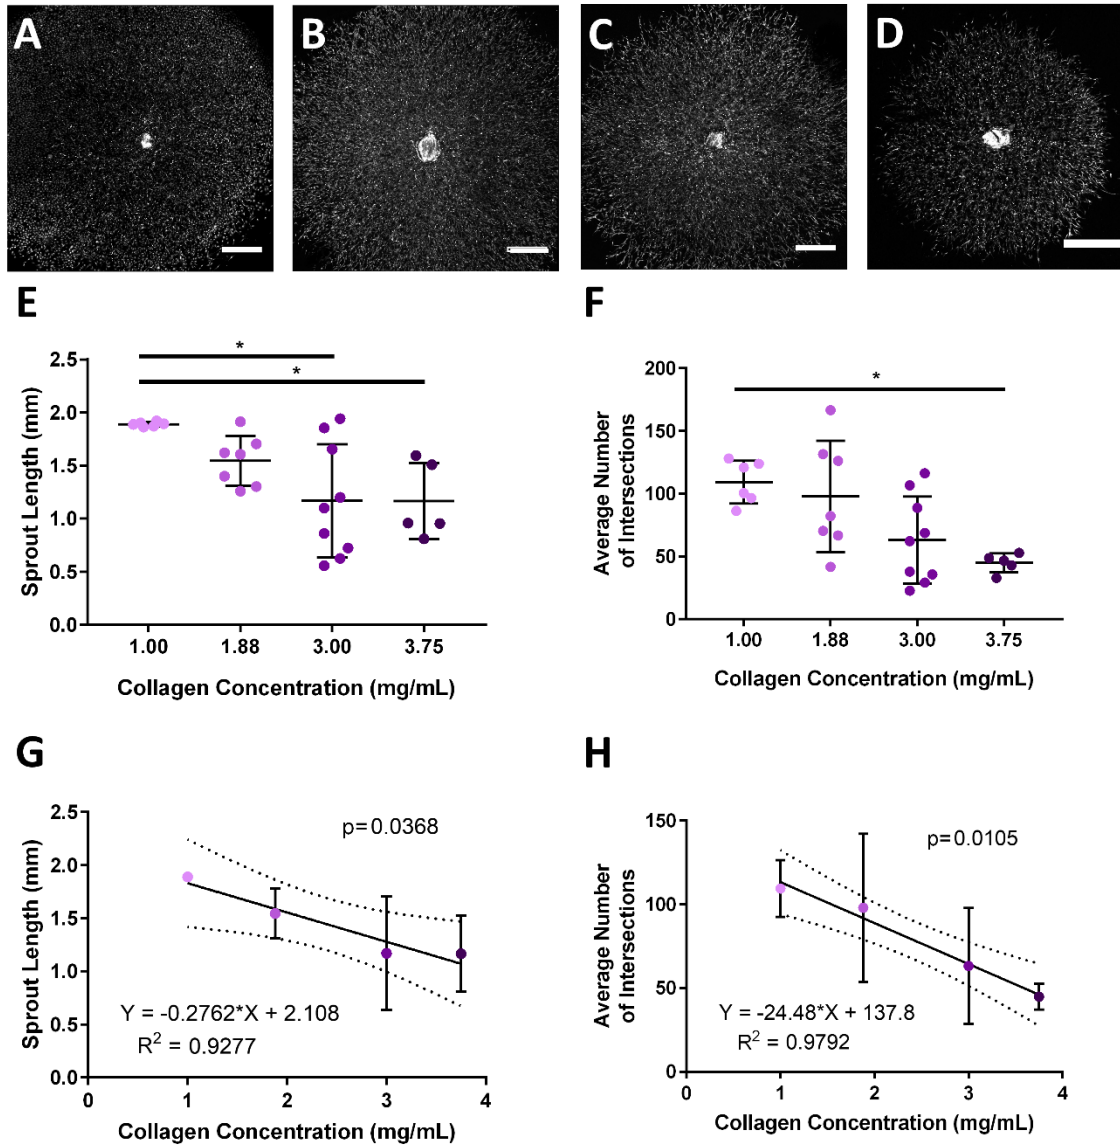 A
B
C
D
E
*
*
2.5
2.0
1.5
1.0
0.5
0.0
Sprout Length (mm)
1.00 1.88 3.00 3.75
Collagen Concentration (mg/mL)
F
*
200
150
100
50
0
Average Number
of Intersections
1.00 1.88 3.00 3.75
Collagen Concentration (mg/mL)
G
2.5
2.0
1.5
1.0
0.5
0.0
Sprout Length (mm)
p=0.0368
Y = -0.2762*X + 2.108
R² = 0.9277
0 1 2 3 4
Collagen Concentration (mg/mL)
H
150
100
50
0
Average Number
of Intersections
p=0.0105
Y = -24.48*X + 137.8
R² = 0.9792
0 1 2 3 4
Collagen Concentration (mg/mL)